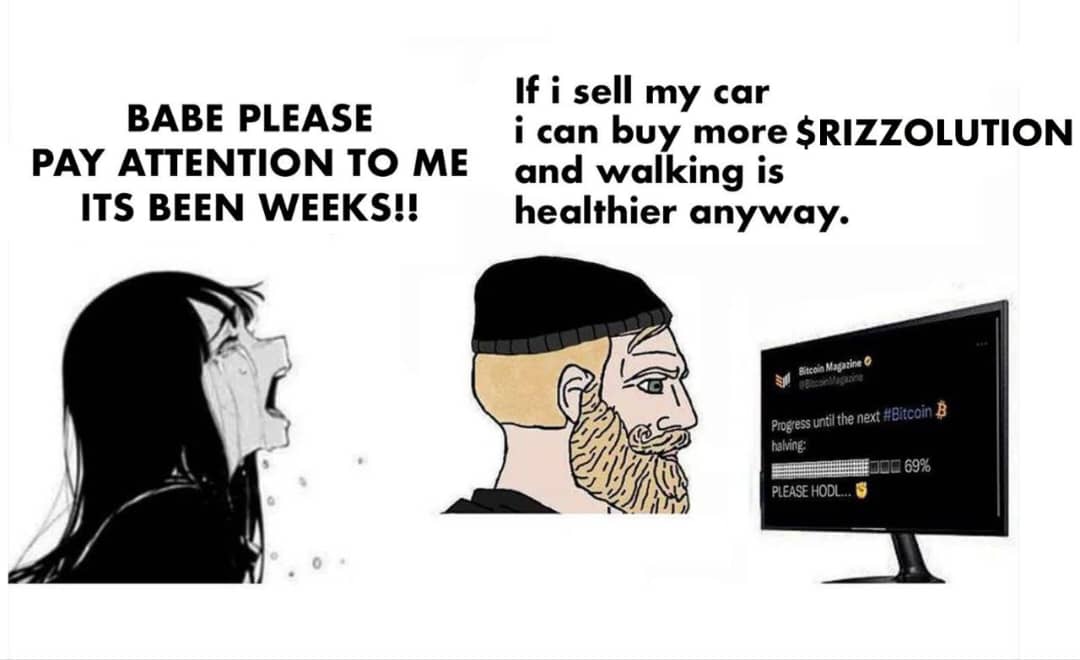 BABE PLEASE
PAY ATTENTION TO ME
ITS BEEN WEEKS!!
If i sell my car
i can buy more $RIZZOLUTION
and walking is
healthier anyway.
Bitcoin Magazine
@BitcoinMagazine
Progress until the next #Bitcoin
halving:
69%
PLEASE HODL... ✊